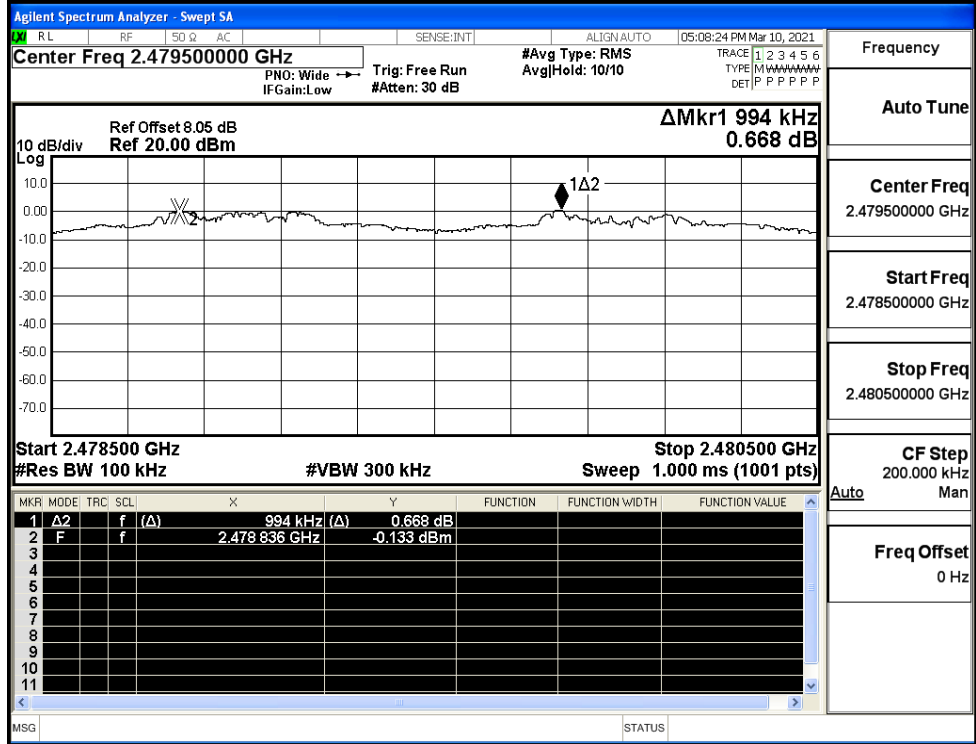 Agilent Spectrum Analyzer - Swept SA
LXI RL RF 50 Ω AC SENSE:INT ALIGN AUTO 05:08:24 PM Mar 10, 2021
Center Freq 2.479500000 GHz
PNO: Wide
IFGain:Low
Trig: Free Run
#Atten: 30 dB
#Avg Type: RMS
Avg|Hold: 10/10
TRACE 1 2 3 4 5 6
TYPE M W W W W W
DET P P P P P P
Frequency
ΔMkr1 994 kHz
0.668 dB
Ref Offset 8.05 dB
10 dB/div Ref 20.00 dBm
Log
10.0
0.00
-10.0
-20.0
-30.0
-40.0
-50.0
-60.0
-70.0
1Δ2
2
Start 2.478500 GHz Stop 2.480500 GHz
#Res BW 100 kHz #VBW 300 kHz Sweep 1.000 ms (1001 pts)
MKR MODE TRC SCL X Y FUNCTION FUNCTION WIDTH FUNCTION VALUE
1 Δ2 f (Δ) 994 kHz (Δ) 0.668 dB
2 F f 2.478 836 GHz -0.133 dBm
3
4
5
6
7
8
9
10
11
MSG STATUS
Auto Tune
Center Freq
2.479500000 GHz
Start Freq
2.478500000 GHz
Stop Freq
2.480500000 GHz
CF Step
200.000 kHz
Auto Man
Freq Offset
0 Hz